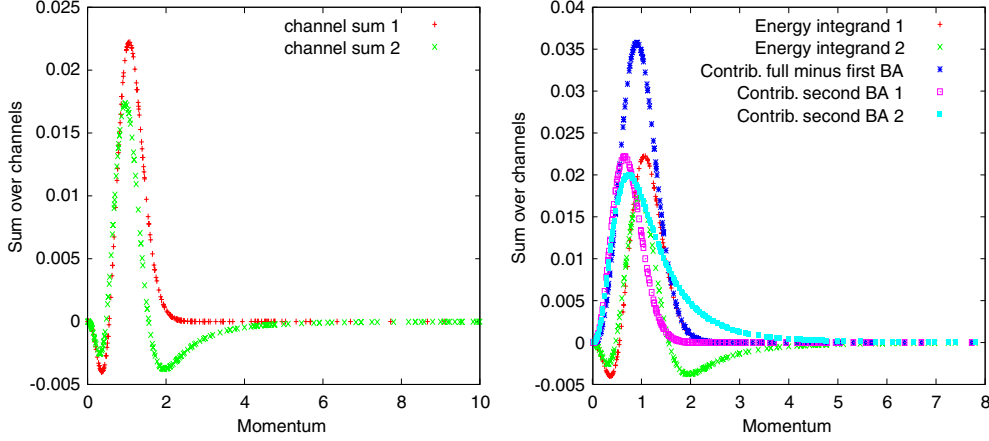 channel sum 1
channel sum 2
0.025
0.02
0.015
0.01
0.005
0
-0.005
0
2
4
6
8
10
Sum over channels
Momentum
Energy integrand 1
Energy integrand 2
Contrib. full minus first BA
Contrib. second BA 1
Contrib. second BA 2
0.04
0.035
0.03
0.025
0.02
0.015
0.01
0.005
0
-0.005
0
1
2
3
4
5
6
7
8
Sum over channels
Momentum